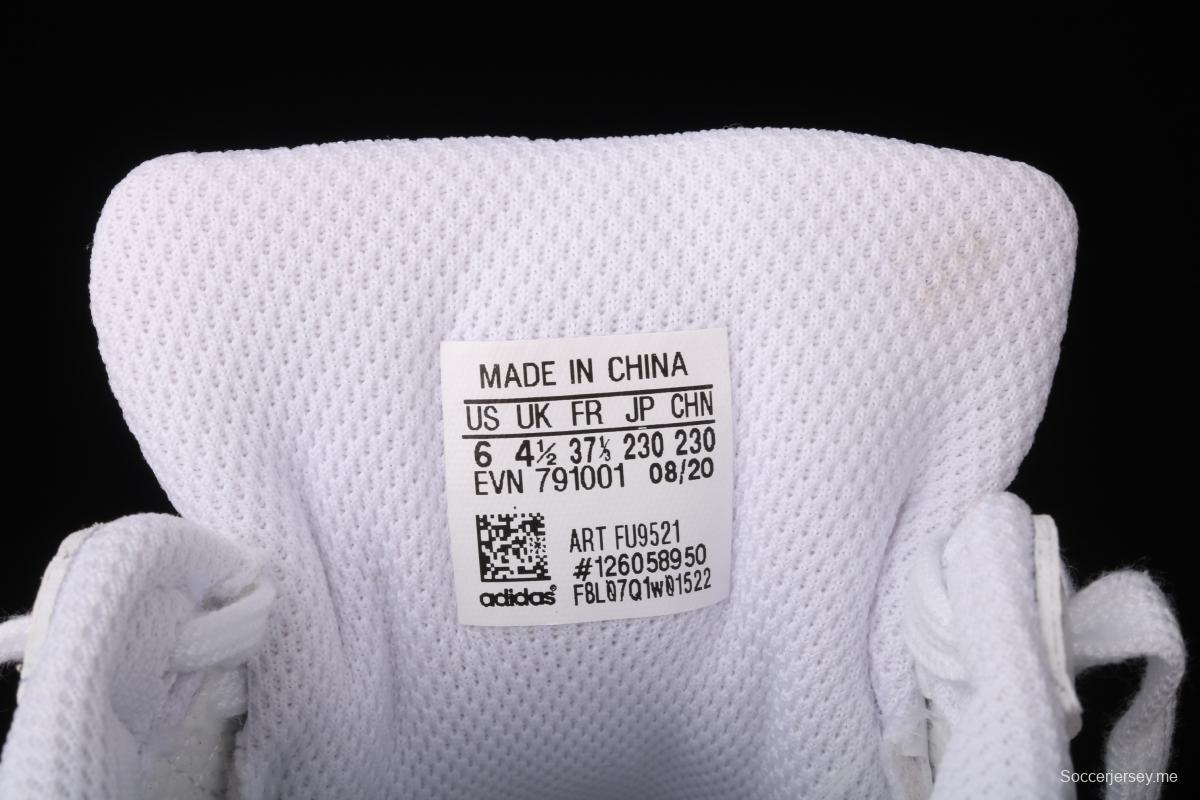 MADE IN CHINA
US UK FR JP CHN
6 4½ 37⅓ 230 230
EVN 791001 08/20
ART FU9521
#126058950
adidas® F8L07Q1w01522
Soccerjersey.me